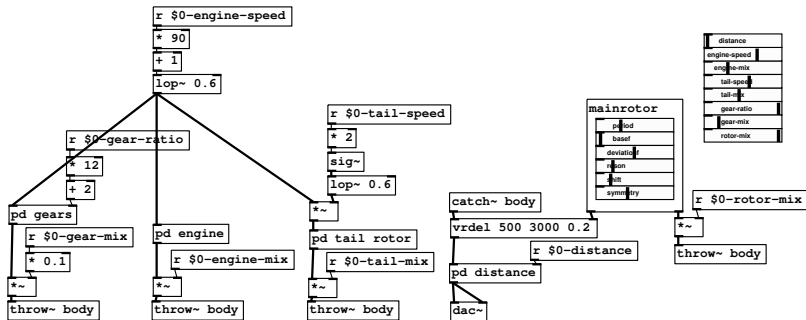 r $0-engine-speed
* 90
+ 1
lop~ 0.6
r $0-gear-ratio
* 12
+ 2
pd gears
r $0-gear-mix
* 0.1
*~
throw~ body
pd engine
r $0-engine-mix
*~
throw~ body
r $0-tail-speed
* 2
sig~
lop~ 0.6
*~
pd tail rotor
r $0-tail-mix
*~
throw~ body
catch~ body
vrdel 500 3000 0.2
r $0-distance
pd distance
dac~
mainrotor
period
basef
deviationf
reson
shift
symmetry
r $0-rotor-mix
*~
throw~ body
distance
engine-speed
engine-mix
tail-speed
tail-mix
gear-ratio
gear-mix
rotor-mix